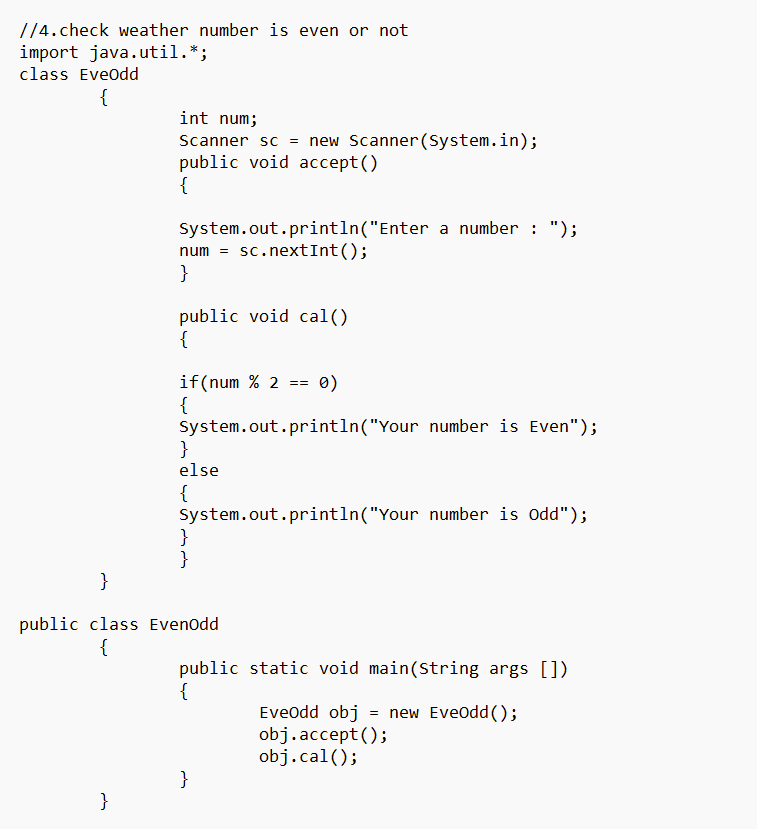 //4.check weather number is even or not
import java.util.*;
class EveOdd
{
int num;
Scanner sc = new Scanner(System.in);
public void accept()
{
System.out.println("Enter a number : ");
num = sc.nextInt();
}
public void cal()
{
if(num % 2 == 0)
{
System.out.println("Your number is Even");
}
else
{
System.out.println("Your number is Odd");
}
}
}
public class EvenOdd
{
public static void main(String args [])
{
EveOdd obj = new EveOdd();
obj.accept();
obj.cal();
}
}